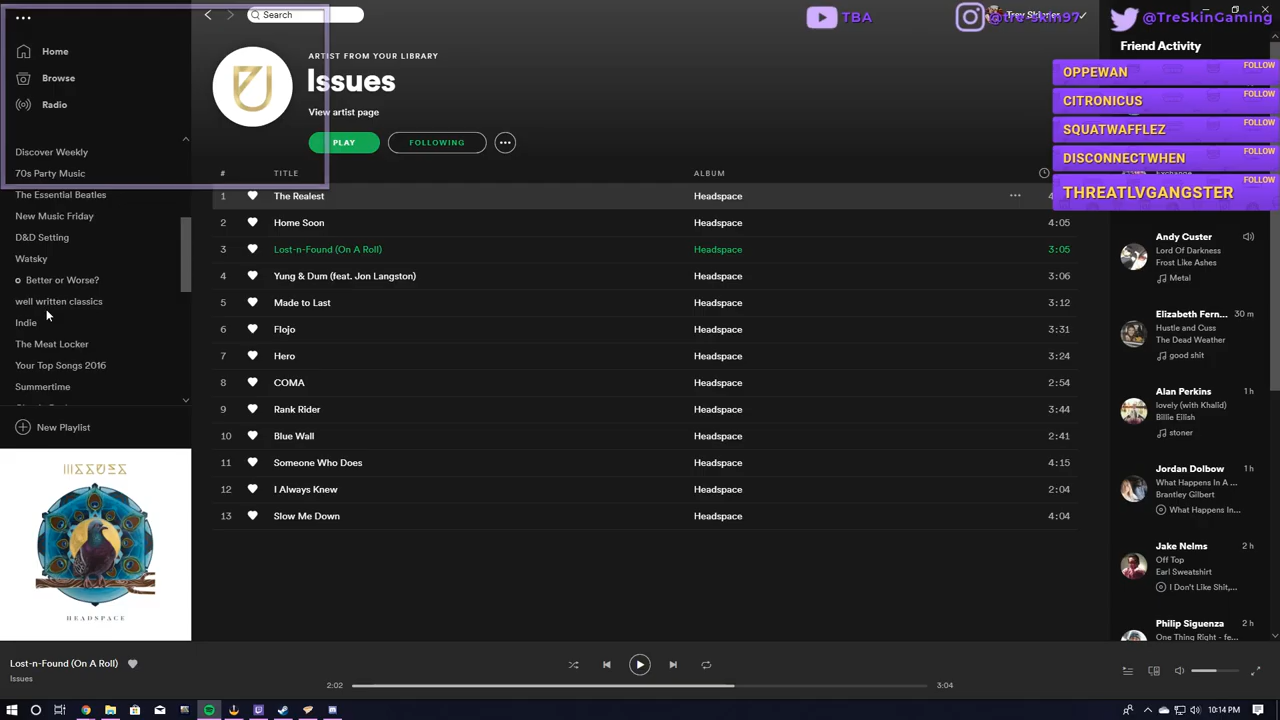 Search
TBA
@tre_skin97
@TreSkinGaming
Home
Browse
Radio
Discover Weekly
70s Party Music
The Essential Beatles
New Music Friday
D&D Setting
Watsky
Better or Worse?
well written classics
Indie
The Meat Locker
Your Top Songs 2016
Summertime
New Playlist
IISSUES
HEADSPACE
Lost-n-Found (On A Roll)
Issues
ARTIST FROM YOUR LIBRARY
Issues
View artist page
PLAY
FOLLOWING
# TITLE ALBUM
1 The Realest Headspace
2 Home Soon Headspace 4:05
3 Lost-n-Found (On A Roll) Headspace 3:05
4 Yung & Dum (feat. Jon Langston) Headspace 3:06
5 Made to Last Headspace 3:12
6 Flojo Headspace 3:31
7 Hero Headspace 3:24
8 COMA Headspace 2:54
9 Rank Rider Headspace 3:44
10 Blue Wall Headspace 2:41
11 Someone Who Does Headspace 4:15
12 I Always Knew Headspace 2:04
13 Slow Me Down Headspace 4:04
2:02
3:04
Friend Activity
OPPEWAN FOLLOW
CITRONICUS FOLLOW
SQUATWAFFLEZ FOLLOW
DISCONNECTWHEN FOLLOW
THREATLVGANGSTER FOLLOW
Andy Custer
Lord Of Darkness
Frost Like Ashes
Metal
Elizabeth Fern... 30 m
Hustle and Cuss
The Dead Weather
good shit
Alan Perkins 1 h
lovely (with Khalid)
Billie Eilish
stoner
Jordan Dolbow 1 h
What Happens In A ...
Brantley Gilbert
What Happens In...
Jake Nelms 2 h
Off Top
Earl Sweatshirt
I Don't Like Shit,...
Philip Siguenza 2 h
One Thing Right - fe...
10:14 PM